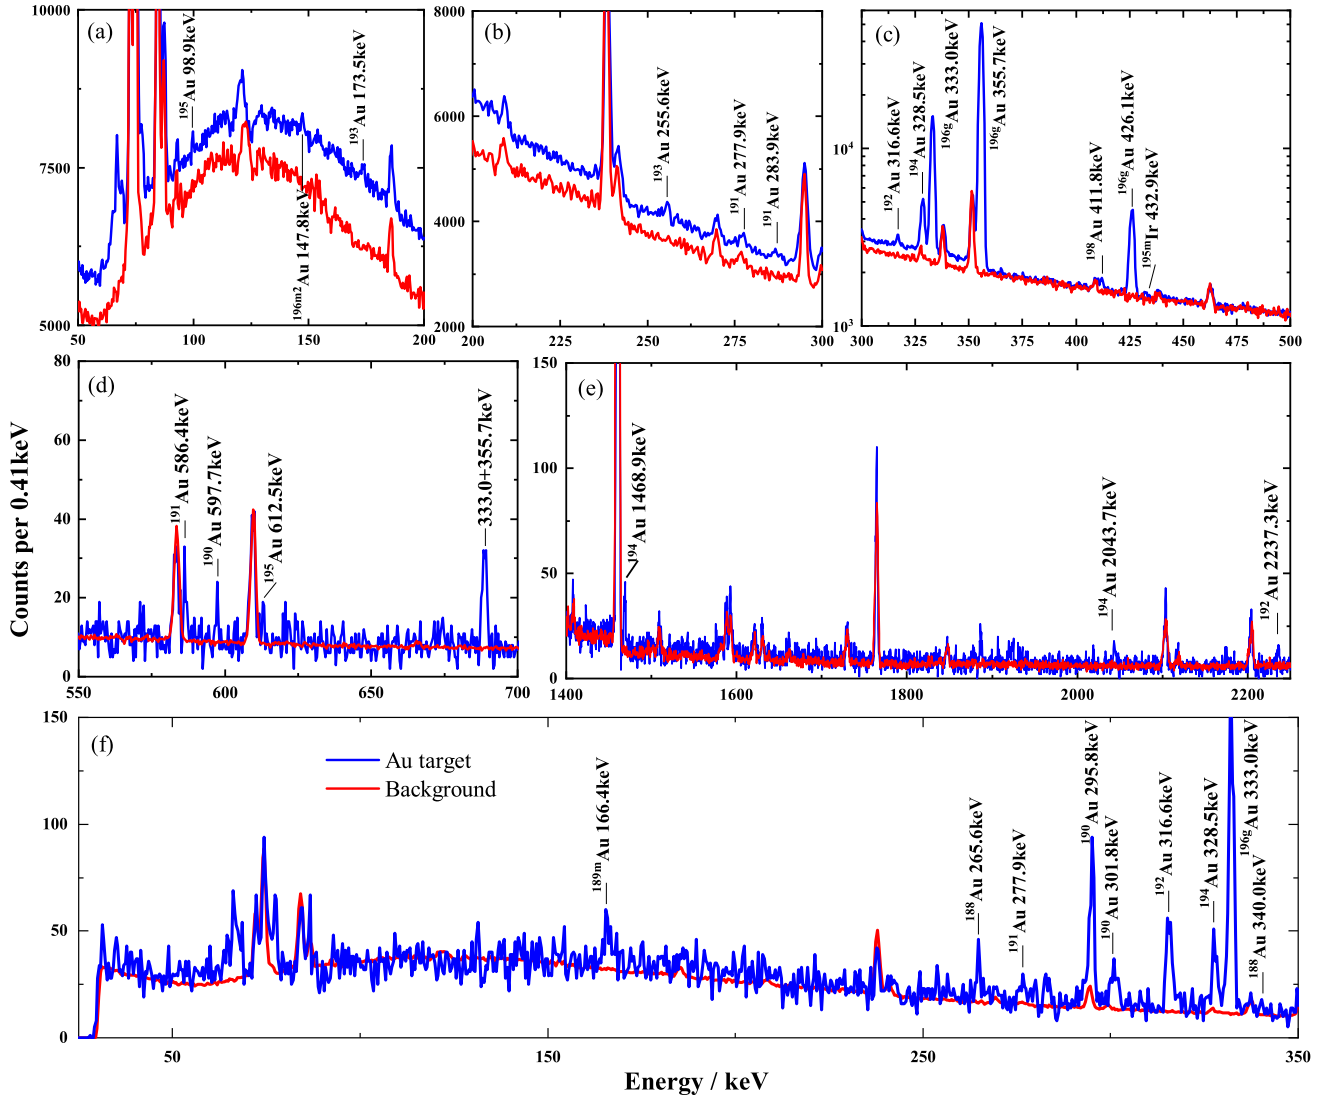 (a)
10000
7500
5000
50
100
150
200
¹⁹⁵Au 98.9keV
¹⁹⁶ᵐ²Au 147.8keV
¹⁹³Au 173.5keV
(b)
8000
6000
4000
2000
200
225
250
275
300
¹⁹³Au 255.6keV
¹⁹¹Au 277.9keV
¹⁹¹Au 283.9keV
(c)
10⁴
10³
300
325
350
375
400
425
450
475
500
¹⁹²Au 316.6keV
¹⁹⁴Au 328.5keV
¹⁹⁶ᵍAu 333.0keV
¹⁹⁶ᵍAu 355.7keV
¹⁹⁸Au 411.8keV
¹⁹⁶ᵍAu 426.1keV
¹⁹⁵ᵐIr 432.9keV
Counts per 0.41keV
(d)
80
60
40
20
0
550
600
650
700
¹⁹¹Au 586.4keV
¹⁹⁰Au 597.7keV
¹⁹⁵Au 612.5keV
333.0+355.7keV
(e)
150
100
50
0
1400
1600
1800
2000
2200
¹⁹⁴Au 1468.9keV
¹⁹⁴Au 2043.7keV
¹⁹²Au 2237.3keV
(f)
150
100
50
0
50
150
250
350
Au target
Background
¹⁸⁹ᵐAu 166.4keV
¹⁸⁸Au 265.6keV
¹⁹¹Au 277.9keV
¹⁹⁰Au 295.8keV
¹⁹⁰Au 301.8keV
¹⁹²Au 316.6keV
¹⁹⁴Au 328.5keV
¹⁹⁶ᵍAu 333.0keV
¹⁸⁸Au 340.0keV
Energy / keV